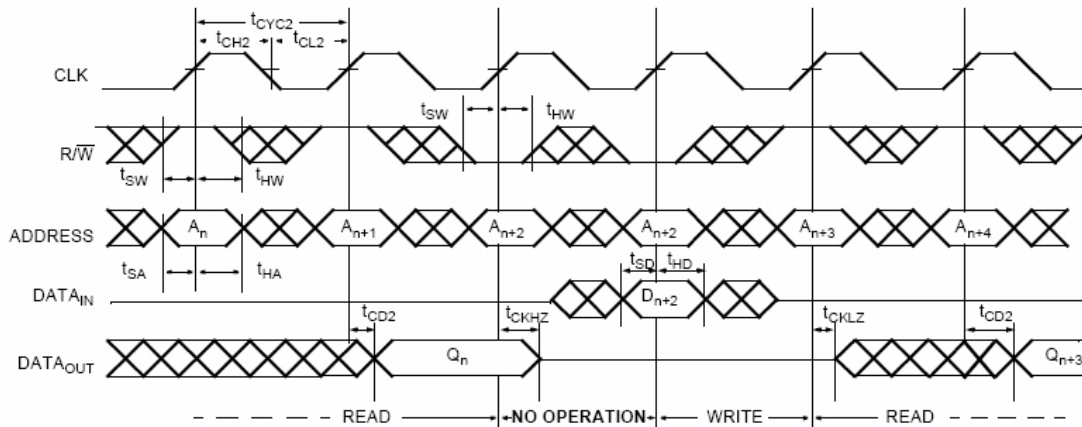 tCYC2
tCH2 tCL2
CLK
tSW tHW
R/W
tSW tHW
ADDRESS An An+1 An+2 An+2 An+3 An+4
tSA tHA tSD tHD
DATAIN Dn+2
tCD2 tCKHZ tCKLZ tCD2
DATAOUT Qn Qn+3
READ NO OPERATION WRITE READ